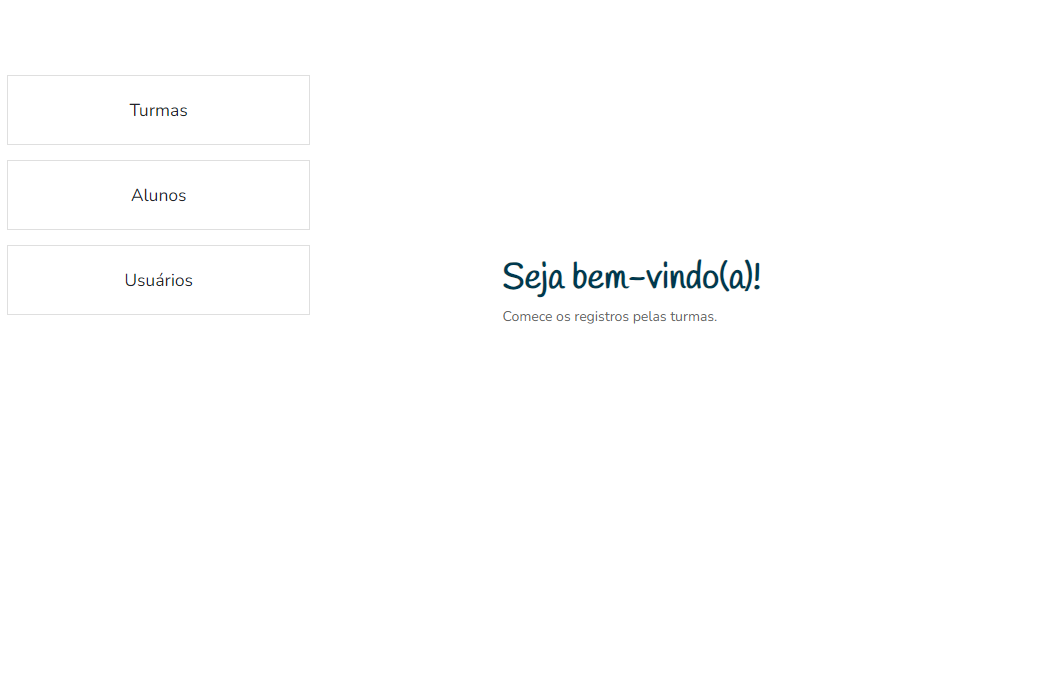 Turmas
Alunos
Usuários
Seja bem-vindo(a)!
Comece os registros pelas turmas.